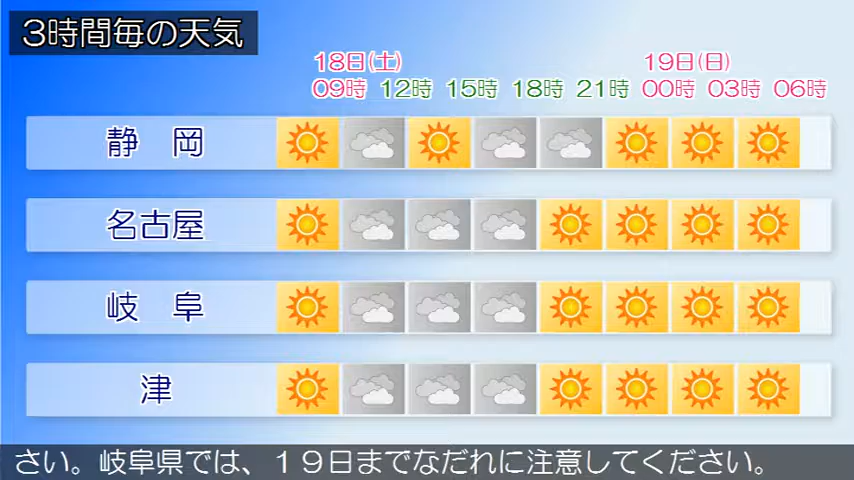 3時間毎の天気
18日(土) 19日(日)
09時 12時 15時 18時 21時 00時 03時 06時
静 岡
名古屋
岐 阜
津
さい。岐阜県では、19日までなだれに注意してください。